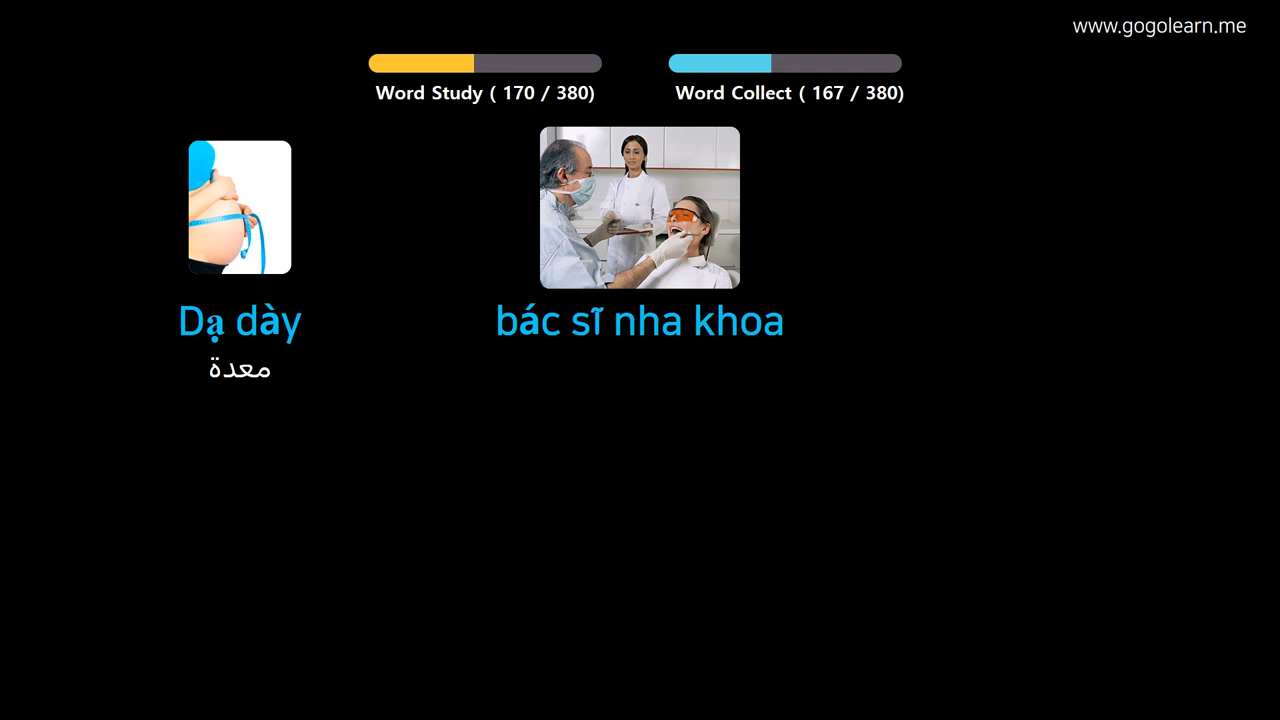 www.gogolearn.me
Word Study ( 170 / 380)
Word Collect ( 167 / 380)
Dạ dày
معدة
bác sĩ nha khoa